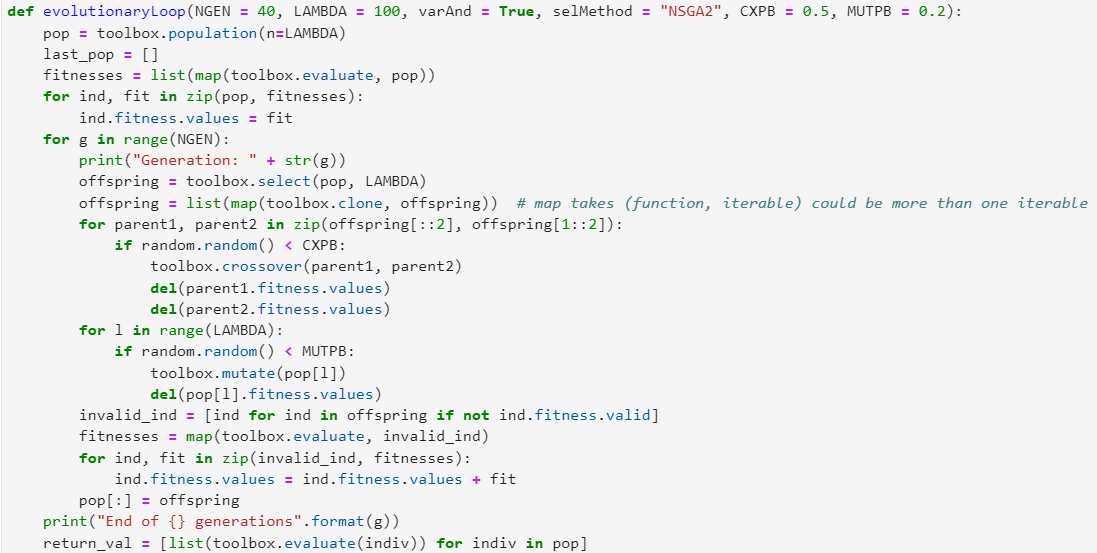 def evolutionaryLoop(NGEN = 40, LAMBDA = 100, varAnd = True, selMethod = "NSGA2", CXPB = 0.5, MUTPB = 0.2):
    pop = toolbox.population(n=LAMBDA)
    last_pop = []
    fitnesses = list(map(toolbox.evaluate, pop))
    for ind, fit in zip(pop, fitnesses):
        ind.fitness.values = fit
    for g in range(NGEN):
        print("Generation: " + str(g))
        offspring = toolbox.select(pop, LAMBDA)
        offspring = list(map(toolbox.clone, offspring))  # map takes (function, iterable) could be more than one iterable
        for parent1, parent2 in zip(offspring[::2], offspring[1::2]):
            if random.random() < CXPB:
                toolbox.crossover(parent1, parent2)
                del(parent1.fitness.values)
                del(parent2.fitness.values)
        for l in range(LAMBDA):
            if random.random() < MUTPB:
                toolbox.mutate(pop[l])
                del(pop[l].fitness.values)
        invalid_ind = [ind for ind in offspring if not ind.fitness.valid]
        fitnesses = map(toolbox.evaluate, invalid_ind)
        for ind, fit in zip(invalid_ind, fitnesses):
            ind.fitness.values = ind.fitness.values + fit
        pop[:] = offspring
    print("End of {} generations".format(g))
    return_val = [list(toolbox.evaluate(indiv)) for indiv in pop]